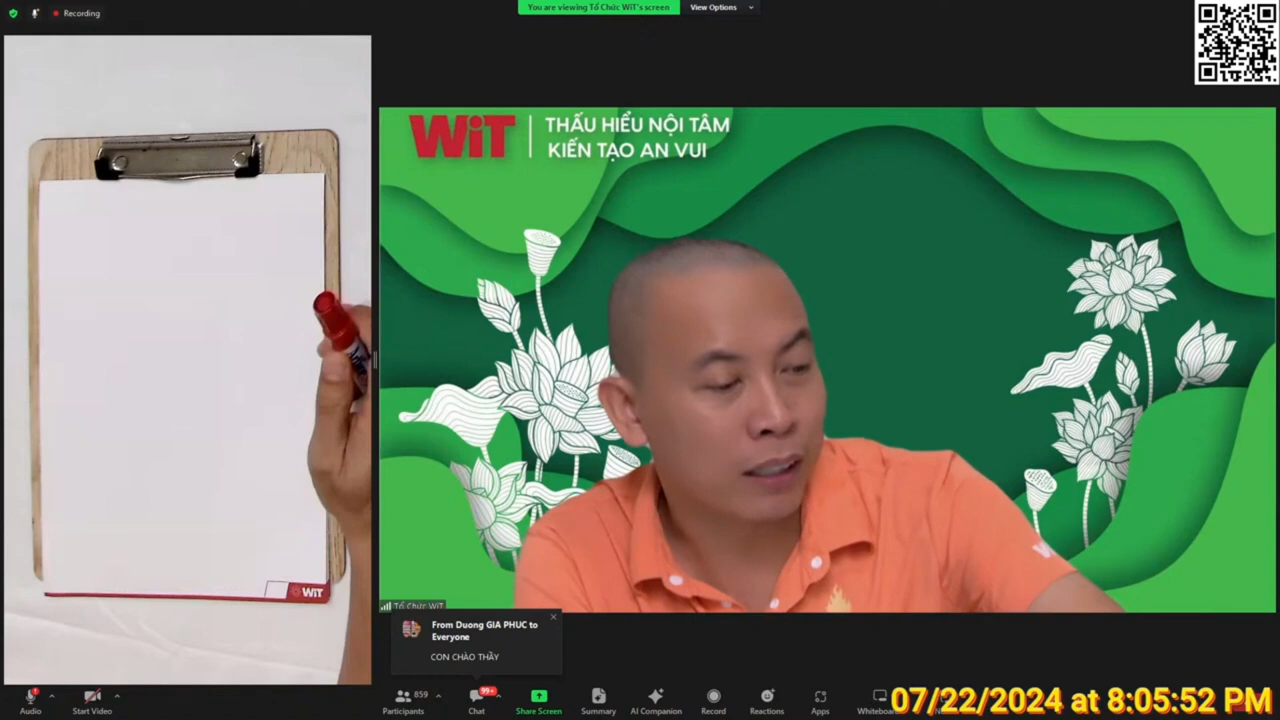 Recording
You are viewing Tổ Chức WiT's screen
View Options
WiT
THẤU HIỂU NỘI TÂM
KIẾN TẠO AN VUI
WiT
Tổ Chức WiT
From Duong GIA PHUC to
Everyone
CON CHÀO THẦY
Audio
Start Video
Participants
859
Chat
99+
Share Screen
Summary
AI Companion
Record
Reactions
Apps
07/22/2024 at 8:05:52 PM